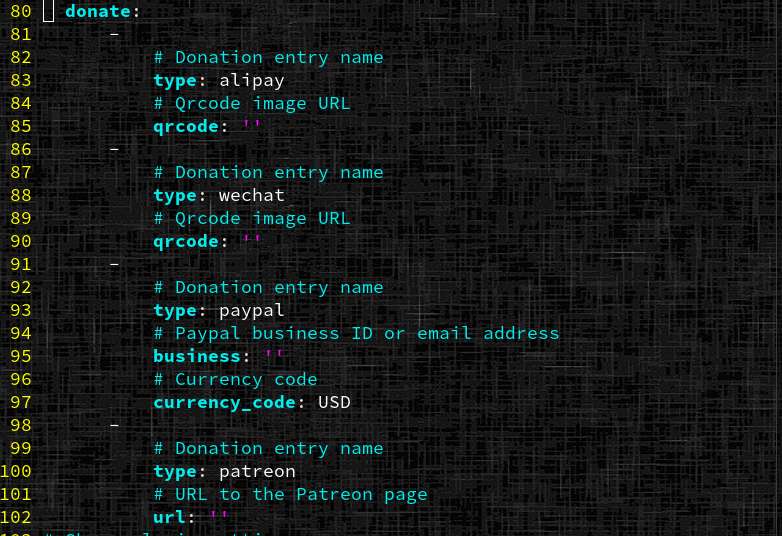 80 donate:
81 -
82 # Donation entry name
83 type: alipay
84 # Qrcode image URL
85 qrcode: ''
86 -
87 # Donation entry name
88 type: wechat
89 # Qrcode image URL
90 qrcode: ''
91 -
92 # Donation entry name
93 type: paypal
94 # Paypal business ID or email address
95 business: ''
96 # Currency code
97 currency_code: USD
98 -
99 # Donation entry name
100 type: patreon
101 # URL to the Patreon page
102 url: ''